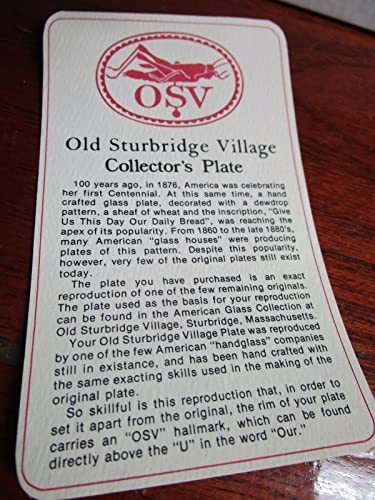 OSV
Old Sturbridge Village
Collector's Plate
100 years ago, in 1876, America was celebrating
her first Centennial. At this same time, a hand
crafted glass plate, decorated with a dewdrop
pattern, a sheaf of wheat and the inscription, "Give
Us This Day Our Daily Bread", was reaching the
apex of its popularity. From 1860 to the late 1880's,
many American "glass houses" were producing
plates of this pattern. Despite this popularity,
however, very few of the original plates still exist
today.
The plate you have purchased is an exact
reproduction of one of the few remaining originals.
The plate used as the basis for your reproduction
can be found in the American Glass Collection at
Old Sturbridge Village, Sturbridge, Massachusetts.
Your Old Sturbridge Village Plate was reproduced
by one of the few American "handglass" companies
still in existance, and has been hand crafted with
the same exacting skills used in the making of the
original plate.
So skillful is this reproduction that, in order to
set it apart from the original, the rim of your plate
carries an "OSV" hallmark, which can be found
directly above the "U" in the word "Our."